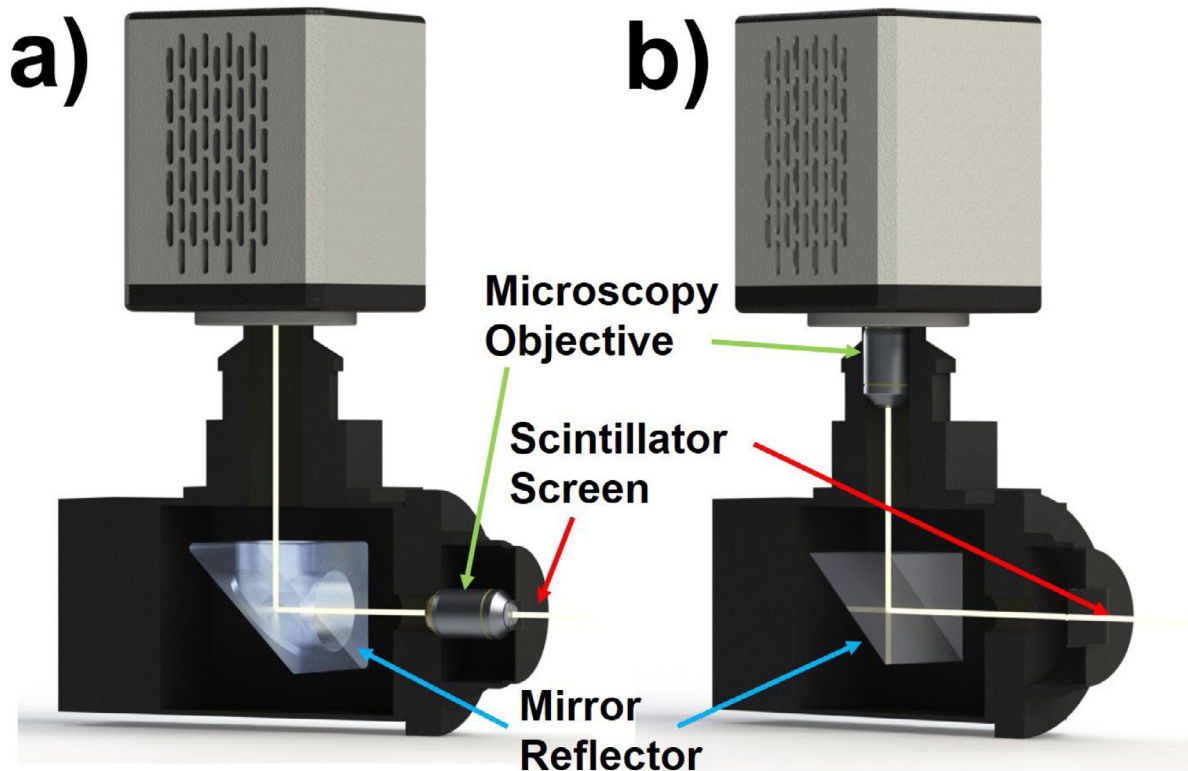 a)
b)
Microscopy
Objective
Scintillator
Screen
Mirror
Reflector